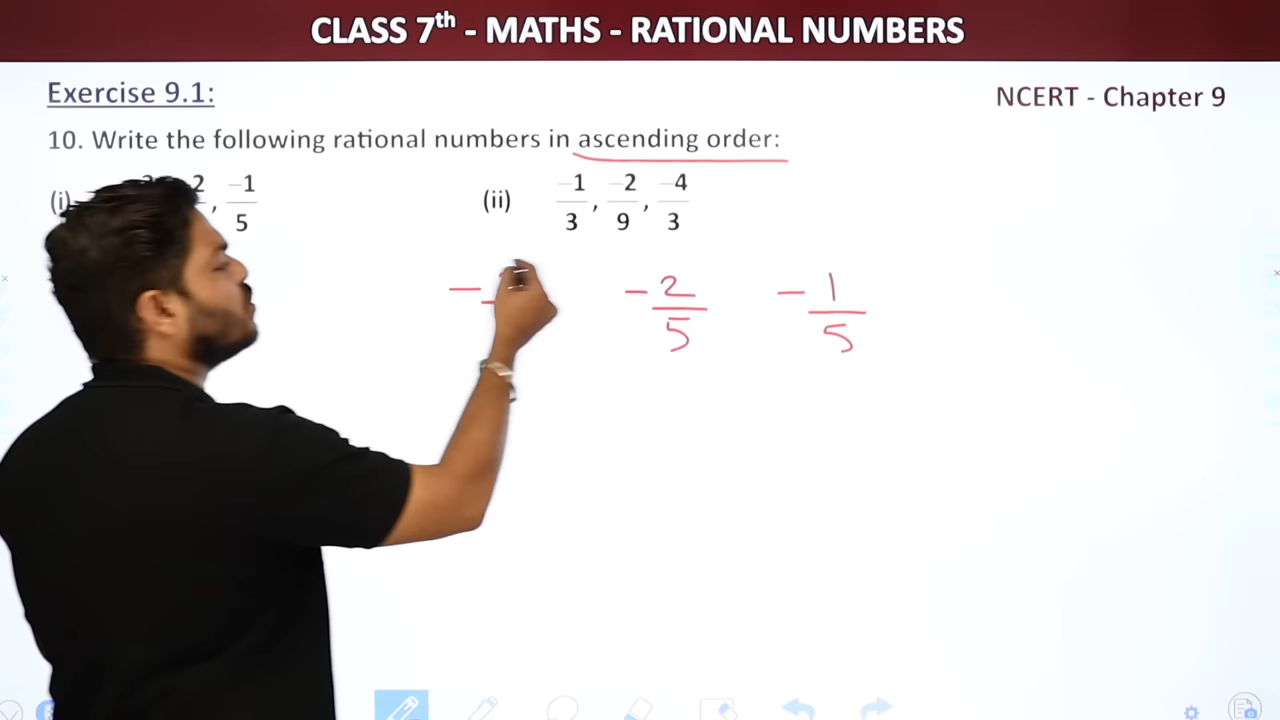 CLASS 7th - MATHS - RATIONAL NUMBERS
Exercise 9.1:
NCERT - Chapter 9
10. Write the following rational numbers in ascending order:
(i) -2, -1/5
(ii) -1/3, -2/9, -4/3
- -2/5 -1/5